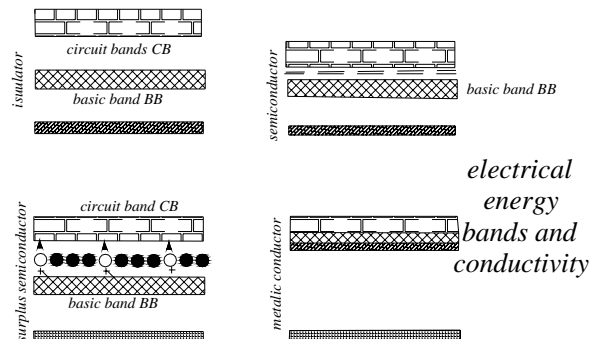 isuulator
circuit bands CB
basic band BB
semiconductor
basic band BB
electrical
energy
bands and
conductivity
surplus semiconductor
circuit band CB
basic band BB
metalic conductor